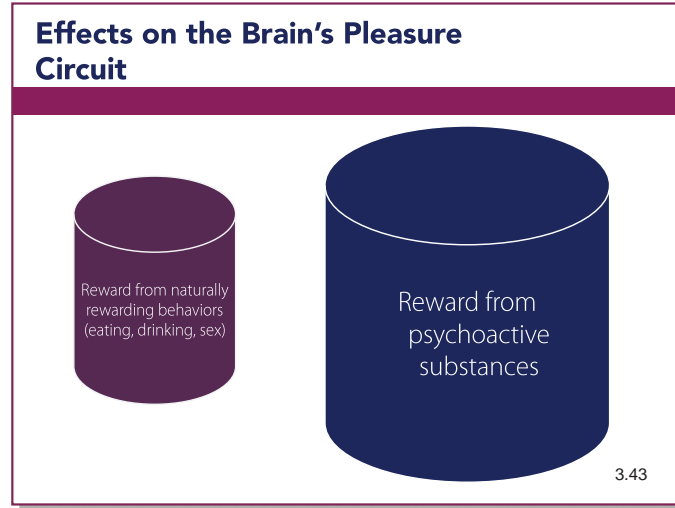 Effects on the Brain's Pleasure
Circuit
Reward from naturally
rewarding behaviors
(eating, drinking, sex)
Reward from
psychoactive
substances
3.43